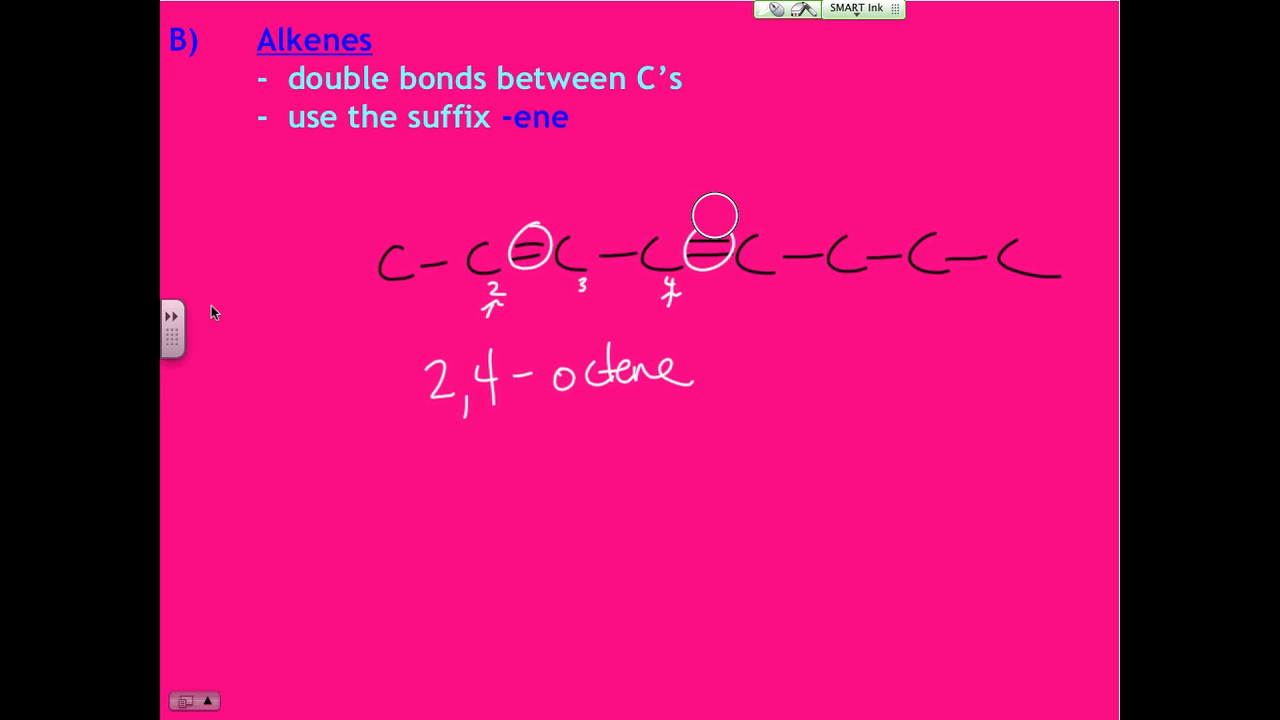 SMART Ink
B) Alkenes
- double bonds between C's
- use the suffix -ene
C - C = C - C = C - C - C - C
2 3 4
2,4 - octene